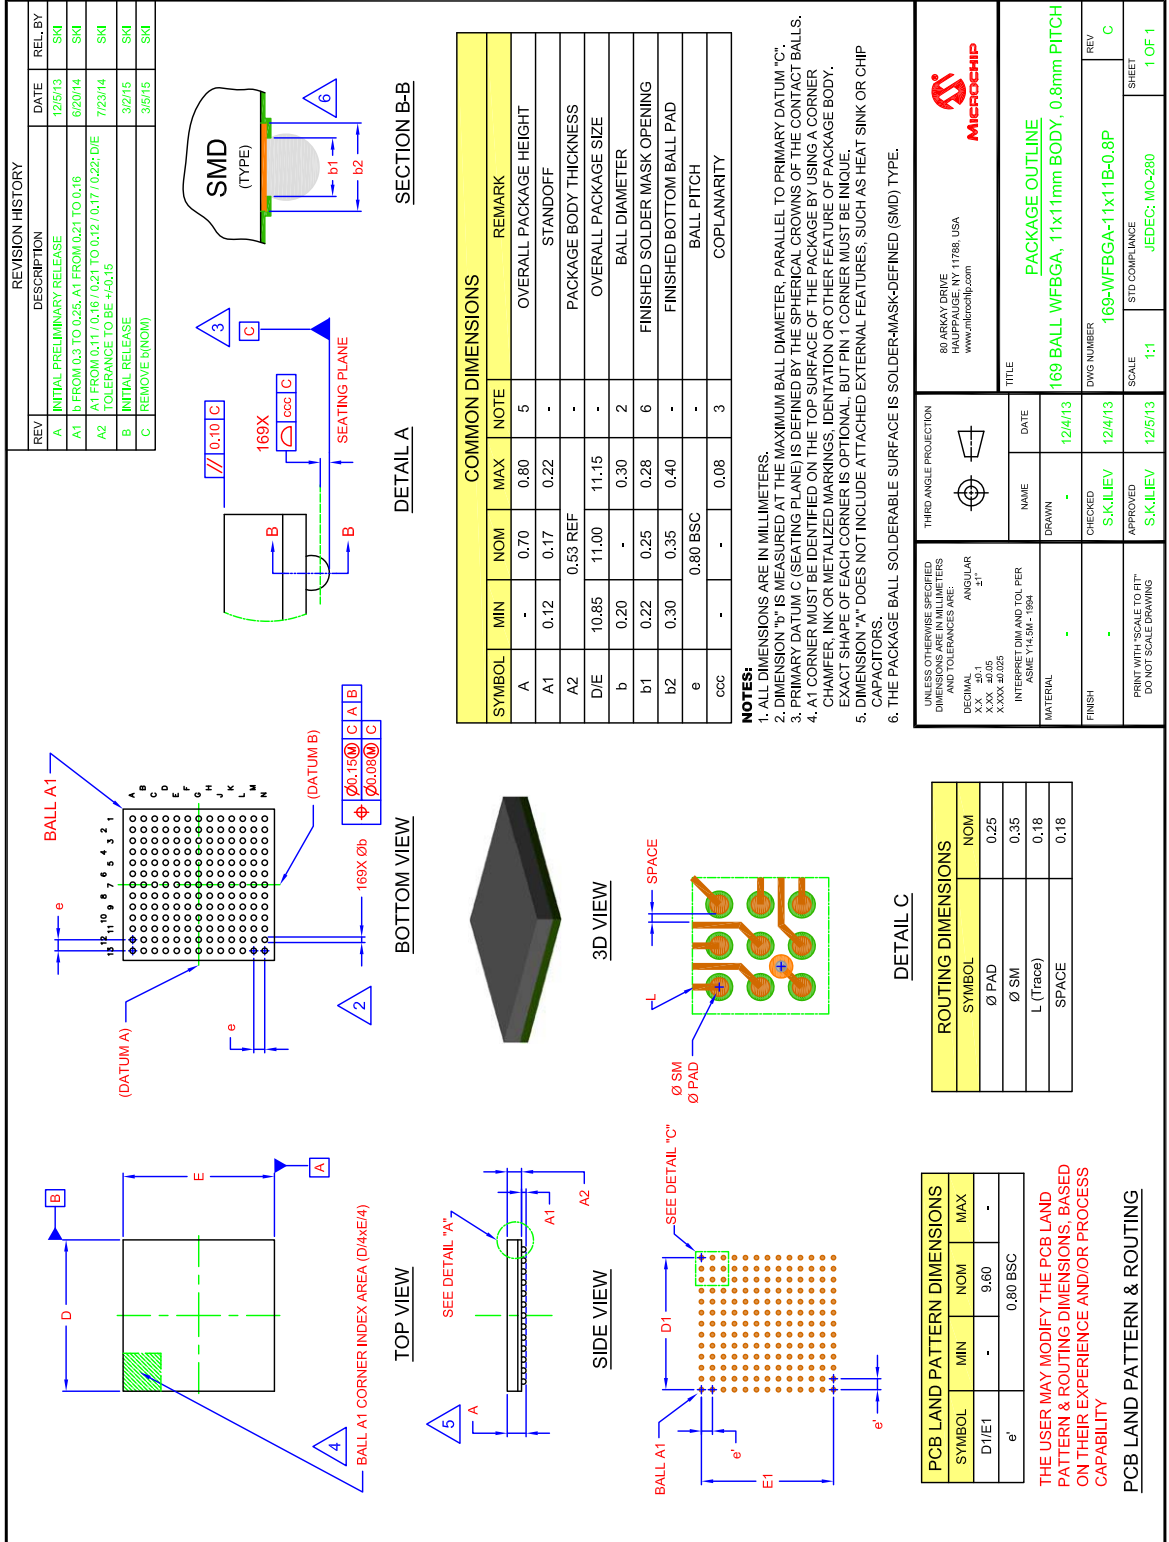 REVISION HISTORY
REV DESCRIPTION DATE REL. BY
A INITIAL PRELIMINARY RELEASE 12/5/13 SKI
A1 b FROM 0.3 TO 0.25, A1 FROM 0.21 TO 0.16 6/20/14 SKI
A2 A1 FROM 0.11 / 0.16 / 0.21 TO 0.12 / 0.17 / 0.22; D/E TOLERANCE TO BE +/-0.15 7/23/14 SKI
B INITIAL RELEASE 3/2/15 SKI
C REMOVE b(NOM) 3/5/15 SKI
B
D
E
A
4
BALL A1 CORNER INDEX AREA (D/4xE/4)
TOP VIEW
(DATUM A)
e
BALL A1
13 12 11 10 9 8 7 6 5 4 3 2 1
A
B
C
D
E
F
G
H
J
K
L
M
N
e
(DATUM B)
2
169X Øb
Ø0.15 M C A B
Ø0.08 M C
BOTTOM VIEW
// 0.10 C
169X
ccc C
3
C
B
B
SEATING PLANE
DETAIL A
SMD
(TYPE)
b1
b2
6
SECTION B-B
5
A
SEE DETAIL "A"
A1
A2
SIDE VIEW
3D VIEW
COMMON DIMENSIONS
SYMBOL MIN NOM MAX NOTE REMARK
A - 0.70 0.80 5 OVERALL PACKAGE HEIGHT
A1 0.12 0.17 0.22 - STANDOFF
A2 0.53 REF - PACKAGE BODY THICKNESS
D/E 10.85 11.00 11.15 - OVERALL PACKAGE SIZE
b 0.20 - 0.30 2 BALL DIAMETER
b1 0.22 0.25 0.28 6 FINISHED SOLDER MASK OPENING
b2 0.30 0.35 0.40 - FINISHED BOTTOM BALL PAD
e 0.80 BSC - BALL PITCH
ccc - - 0.08 3 COPLANARITY
NOTES:
1. ALL DIMENSIONS ARE IN MILLIMETERS.
2. DIMENSION "b" IS MEASURED AT THE MAXIMUM BALL DIAMETER, PARALLEL TO PRIMARY DATUM "C".
3. PRIMARY DATUM C (SEATING PLANE) IS DEFINED BY THE SPHERICAL CROWNS OF THE CONTACT BALLS.
4. A1 CORNER MUST BE IDENTIFIED ON THE TOP SURFACE OF THE PACKAGE BY USING A CORNER
CHAMFER, INK OR METALIZED MARKINGS, IDENTATION OR OTHER FEATURE OF PACKAGE BODY.
EXACT SHAPE OF EACH CORNER IS OPTIONAL, BUT PIN 1 CORNER MUST BE INIQUE.
5. DIMENSION "A" DOES NOT INCLUDE ATTACHED EXTERNAL FEATURES, SUCH AS HEAT SINK OR CHIP
CAPACITORS.
6. THE PACKAGE BALL SOLDERABLE SURFACE IS SOLDER-MASK-DEFINED (SMD) TYPE.
BALL A1
D1
E1
e'
e'
SEE DETAIL "C"
Ø SM
Ø PAD
L
SPACE
DETAIL C
PCB LAND PATTERN DIMENSIONS
SYMBOL MIN NOM MAX
D1/E1 - 9.60 -
e' 0.80 BSC
THE USER MAY MODIFY THE PCB LAND
PATTERN & ROUTING DIMENSIONS, BASED
ON THEIR EXPERIENCE AND/OR PROCESS
CAPABILITY
PCB LAND PATTERN & ROUTING
ROUTING DIMENSIONS
SYMBOL NOM
Ø PAD 0.25
Ø SM 0.35
L (Trace) 0.18
SPACE 0.18
UNLESS OTHERWISE SPECIFIED
DIMENSIONS ARE IN MILLIMETERS
AND TOLERANCES ARE:
DECIMAL ANGULAR
X.X ±0.1 ±1°
X.XX ±0.05
X.XXX ±0.025
INTERPRET DIM AND TOL PER
ASME Y14.5M - 1994
MATERIAL
-
FINISH
-
PRINT WITH "SCALE TO FIT"
DO NOT SCALE DRAWING
THIRD ANGLE PROJECTION
NAME DATE
DRAWN
- 12/4/13
CHECKED
S.K.ILIEV 12/4/13
APPROVED
S.K.ILIEV 12/5/13
80 ARKAY DRIVE
HAUPPAUGE, NY 11788, USA
www.microchip.com
MICROCHIP
TITLE
PACKAGE OUTLINE
169 BALL WFBGA, 11x11mm BODY, 0.8mm PITCH
DWG NUMBER
169-WFBGA-11x11B-0.8P
REV
C
SCALE
1:1
STD COMPLIANCE
JEDEC: MO-280
SHEET
1 OF 1